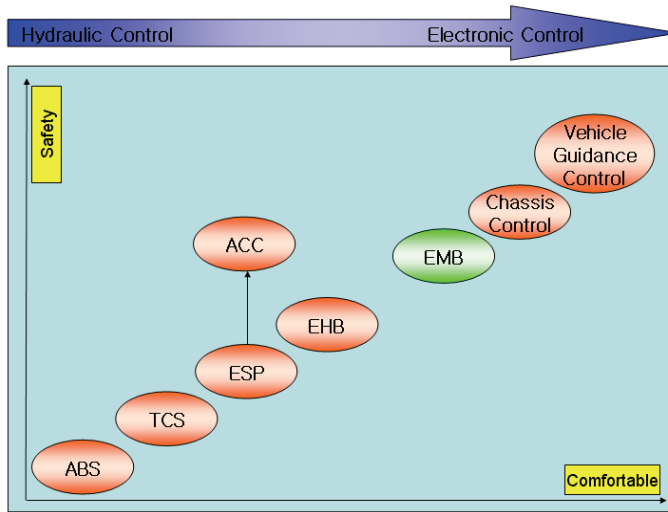 Hydraulic Control Electronic Control
Safety
Vehicle
Guidance
Control
Chassis
Control
ACC
EMB
EHB
ESP
TCS
ABS
Comfortable